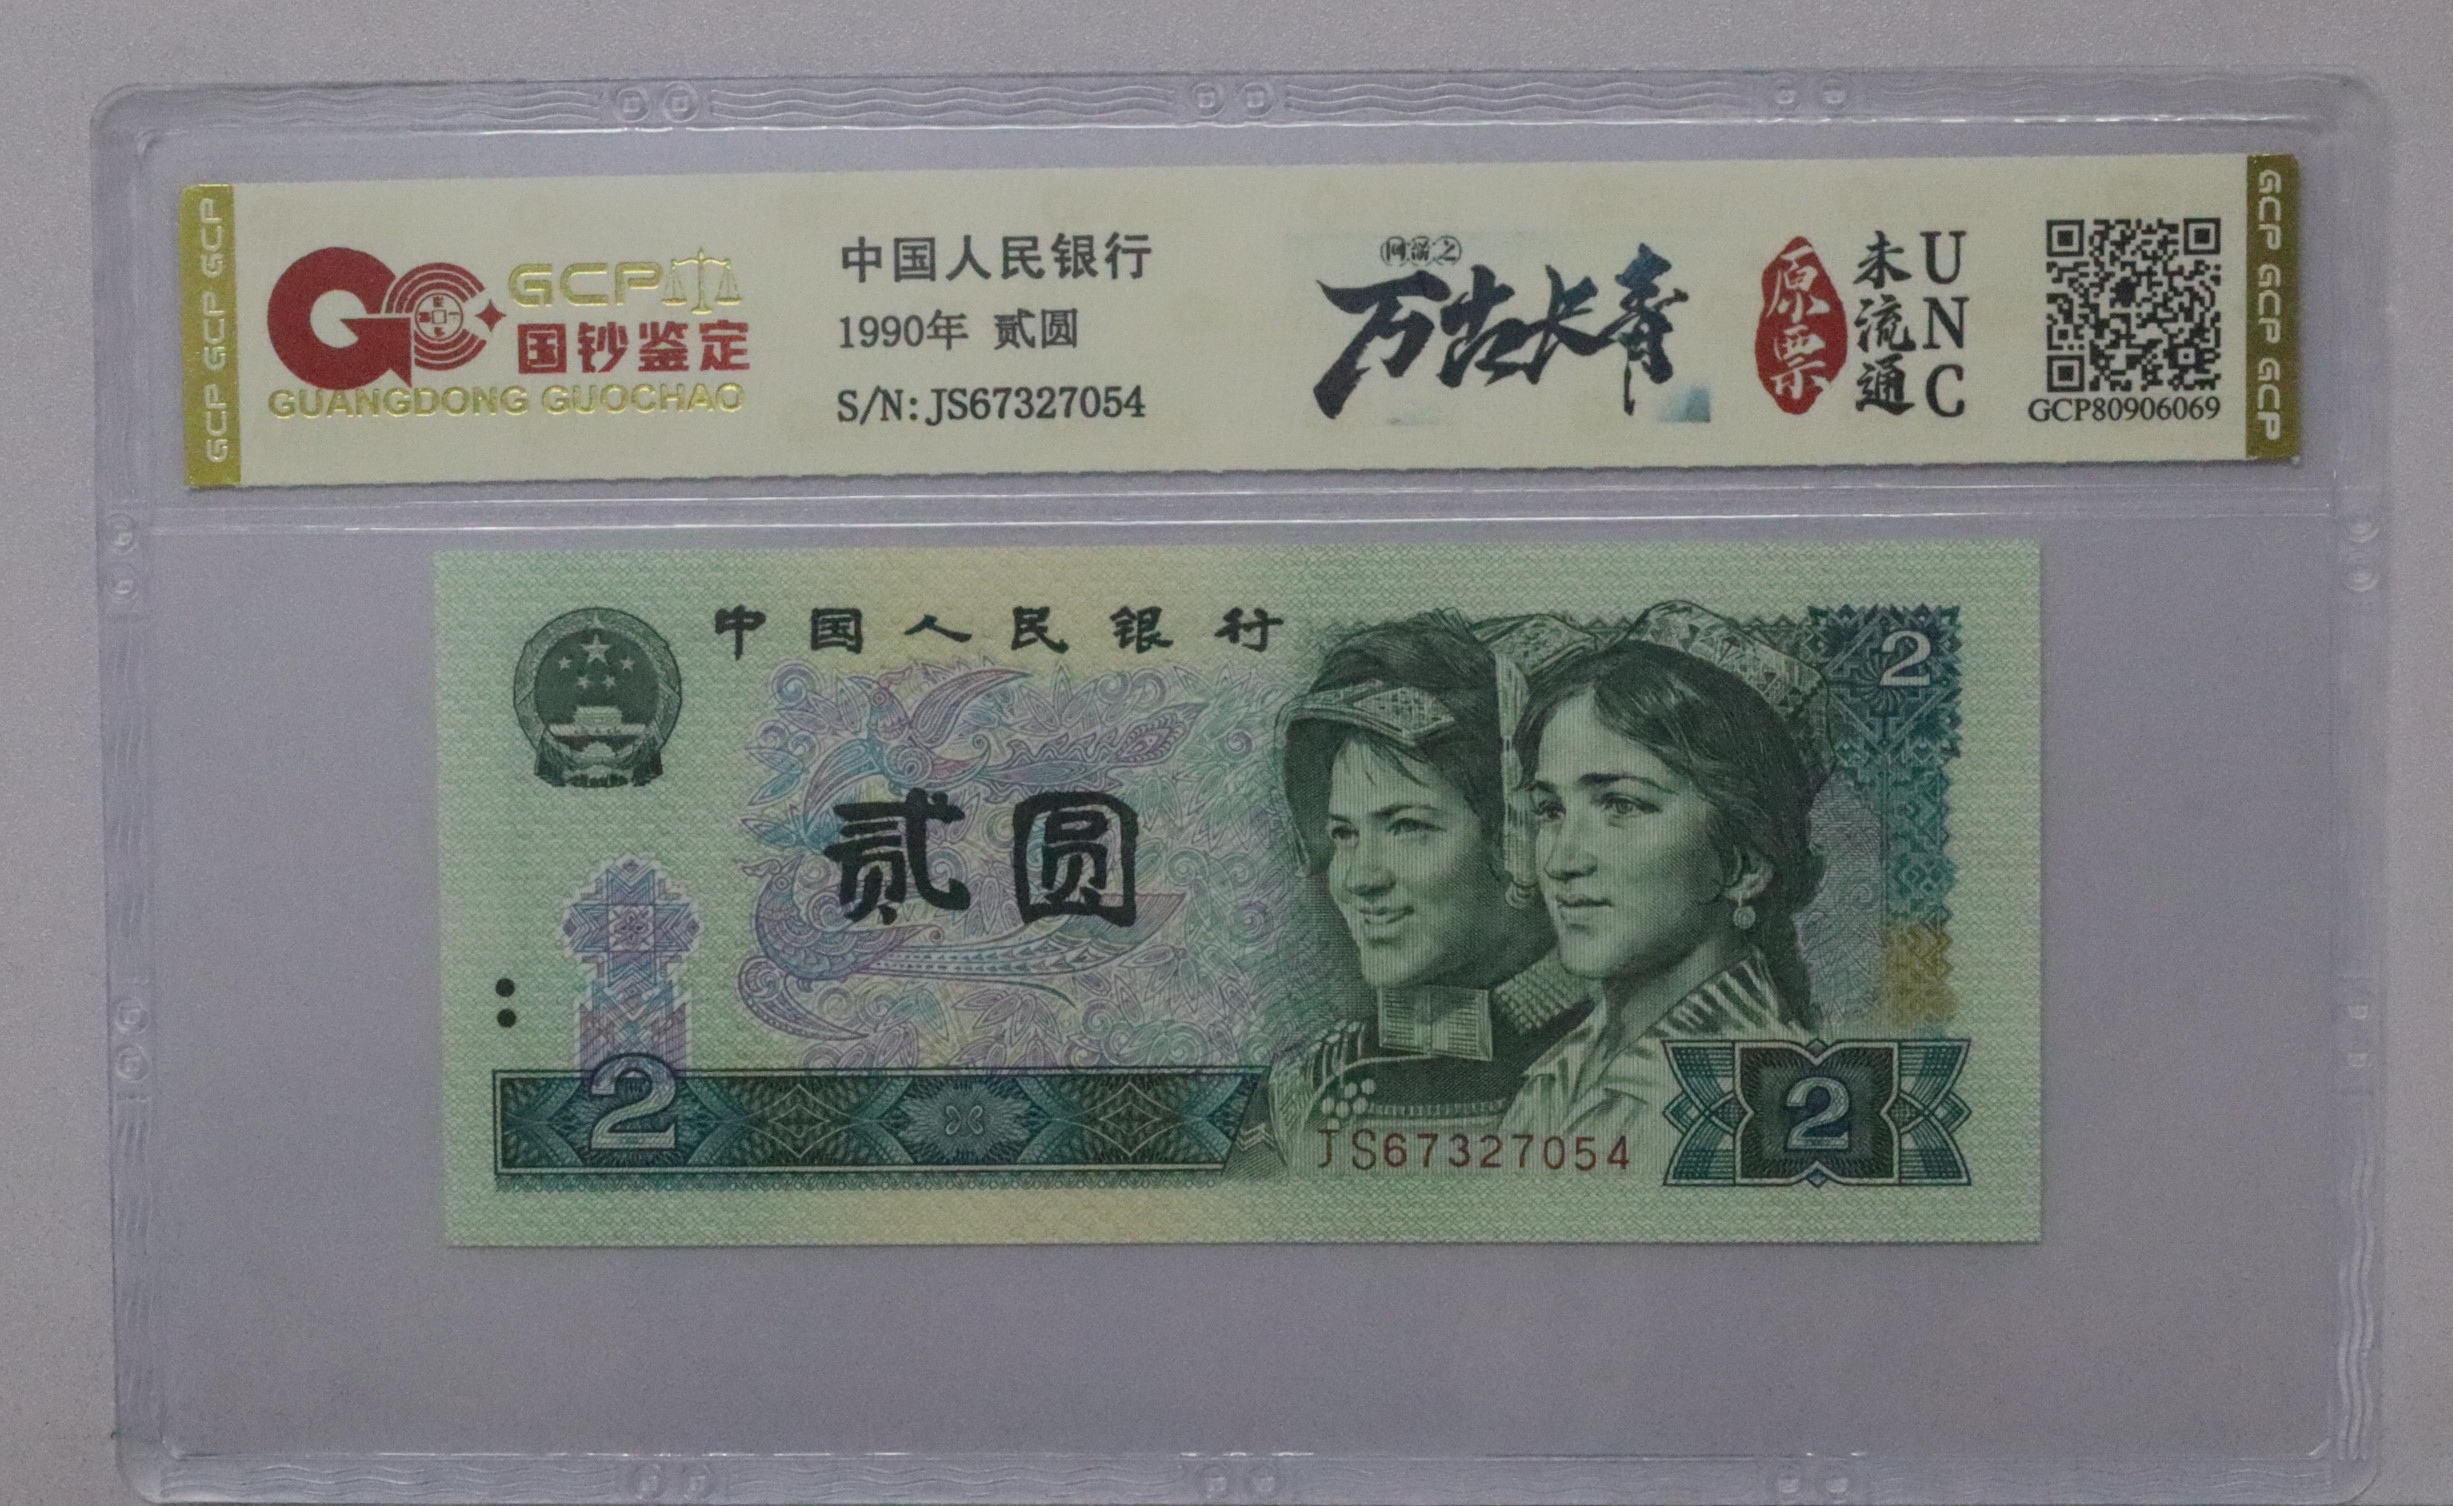 GCP GCP GCP
GCP
国钞鉴定
GUANGDONG GUOCHAO
中国人民银行
1990年 贰圆
S/N: JS67327054
万古长青
原票
未流通
UNC
GCP80906069
GCP GCP GCP
中国人民银行
2
贰圆
2
JS67327054
2